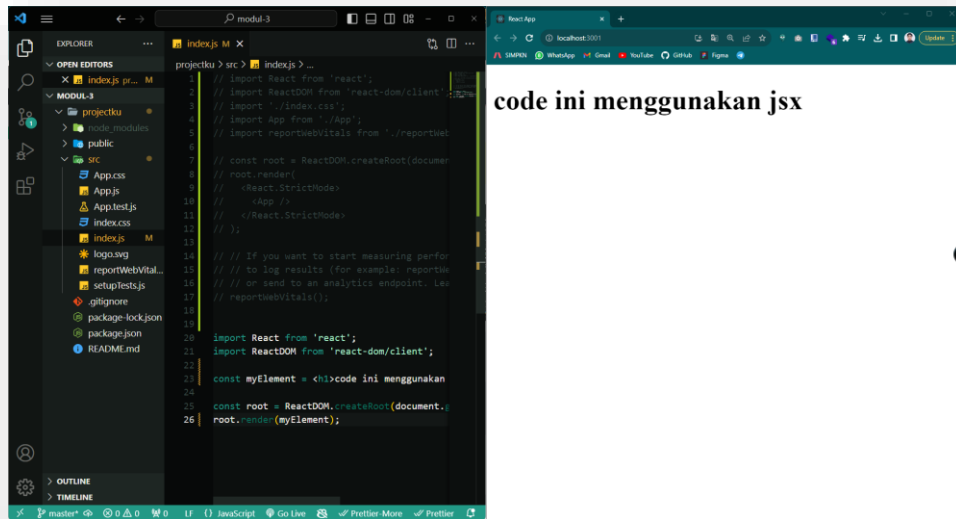 modul-3
EXPLORER
OPEN EDITORS
index.js pr... M
MODUL-3
projectku
node_modules
public
src
App.css
App.js
App.test.js
index.css
index.js M
logo.svg
reportWebVital...
setupTests.js
.gitignore
package-lock.json
package.json
README.md
OUTLINE
TIMELINE
index.js M
projectku > src > index.js > ...
1 // import React from 'react';
2 // import ReactDOM from 'react-dom/client'
3 // import './index.css';
4 // import App from './App';
5 // import reportWebVitals from './reportWeb
6
7 // const root = ReactDOM.createRoot(documen
8 // root.render(
9 // <React.StrictMode>
10 // <App />
11 // </React.StrictMode>
12 // );
13
14 // // If you want to start measuring perfor
15 // // to log results (for example: reportWe
16 // // or send to an analytics endpoint. Lea
17 // reportWebVitals();
18
19
20 import React from 'react';
21 import ReactDOM from 'react-dom/client';
22
23 const myElement = <h1>code ini menggunakan
24
25 const root = ReactDOM.createRoot(document.g
26 root.render(myElement);
master* 0 0 0 LF {} JavaScript Go Live Prettier-More Prettier
React App
localhost:3001
Update
SIMPKN WhatsApp Gmail YouTube GitHub Figma
code ini menggunakan jsx